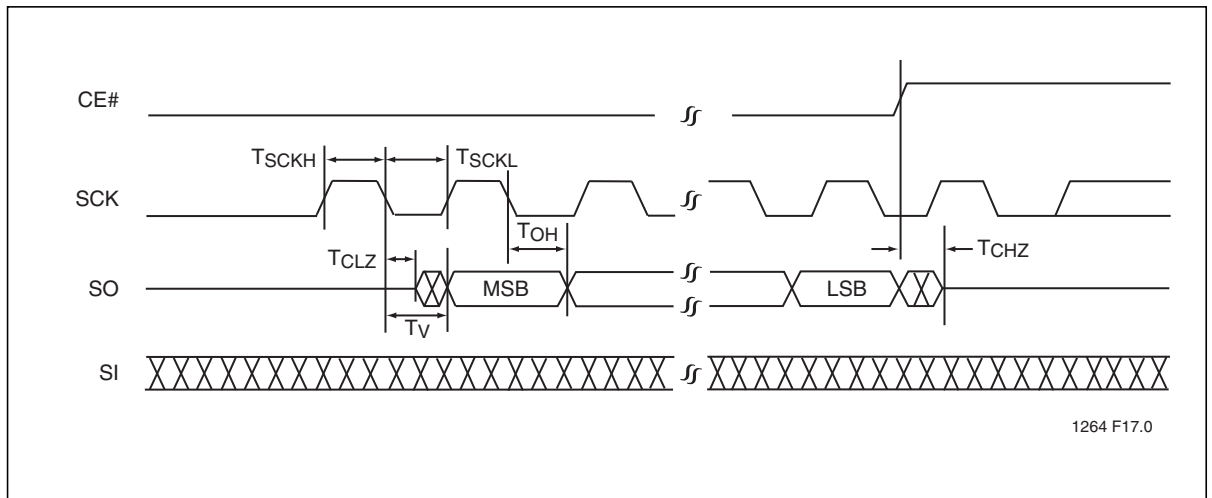 CE#
TSCKH
TSCKL
SCK
TOH
TCLZ
TCHZ
SO
MSB
LSB
TV
SI
1264 F17.0